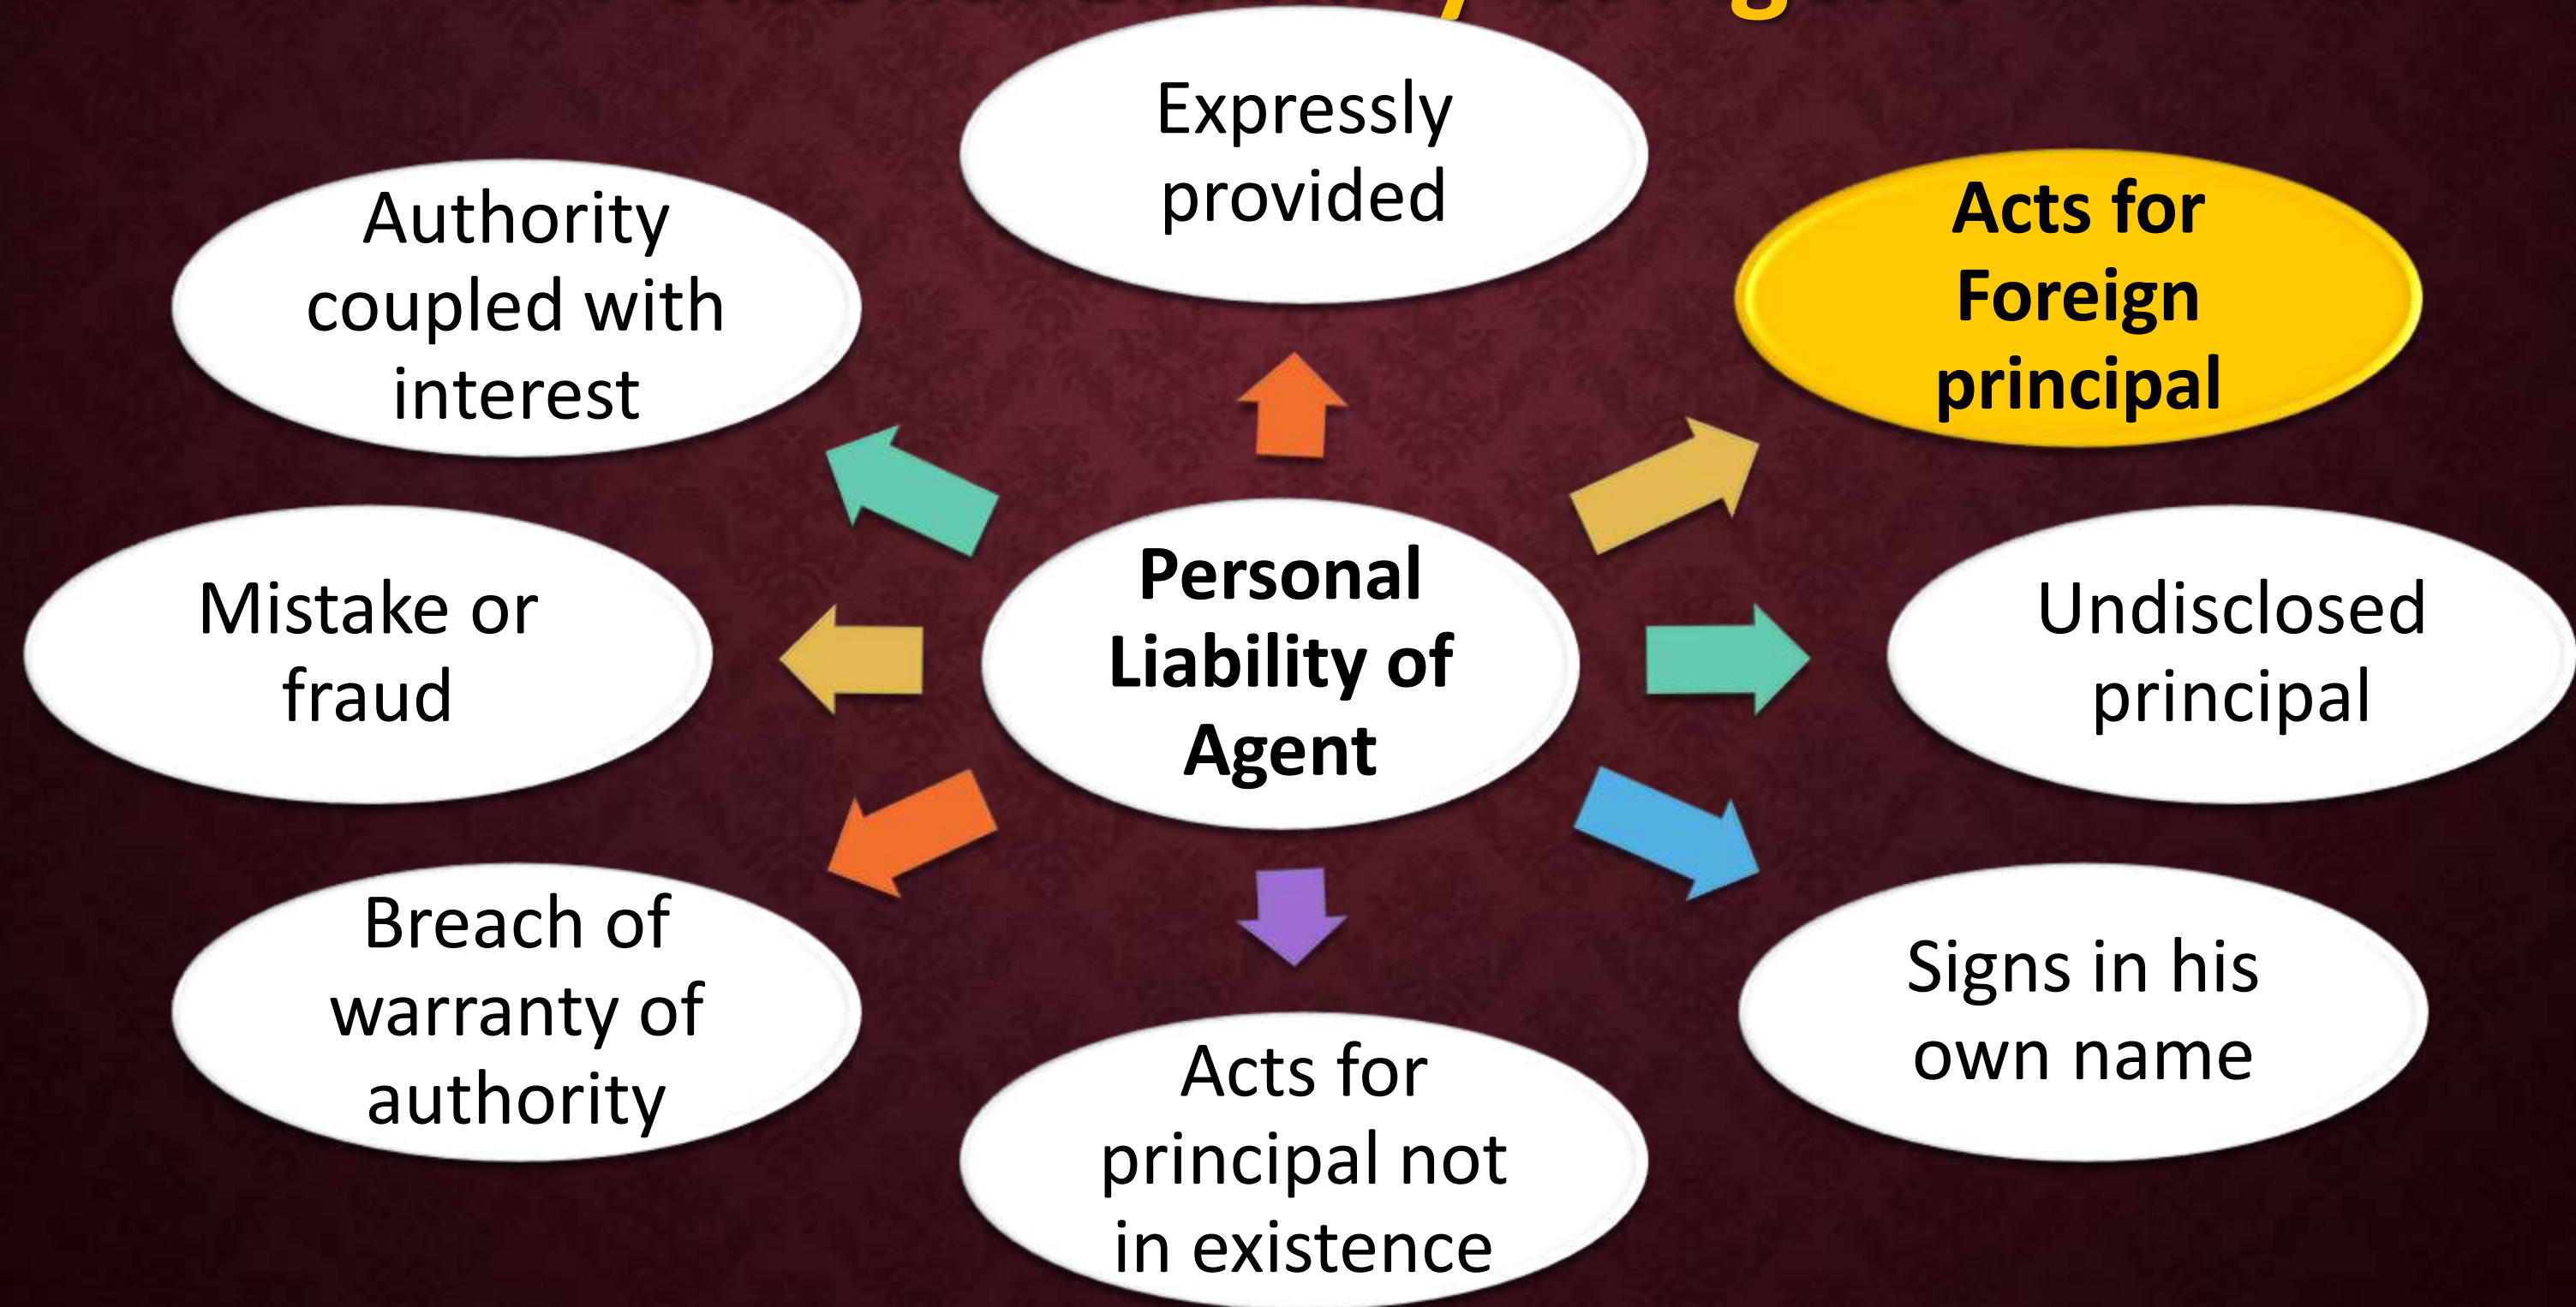 Expressly
provided
Acts for
Foreign
principal
Undisclosed
principal
Signs in his
own name
Acts for
principal not
in existence
Breach of
warranty of
authority
Mistake or
fraud
Authority
coupled with
interest
Personal
Liability of
Agent